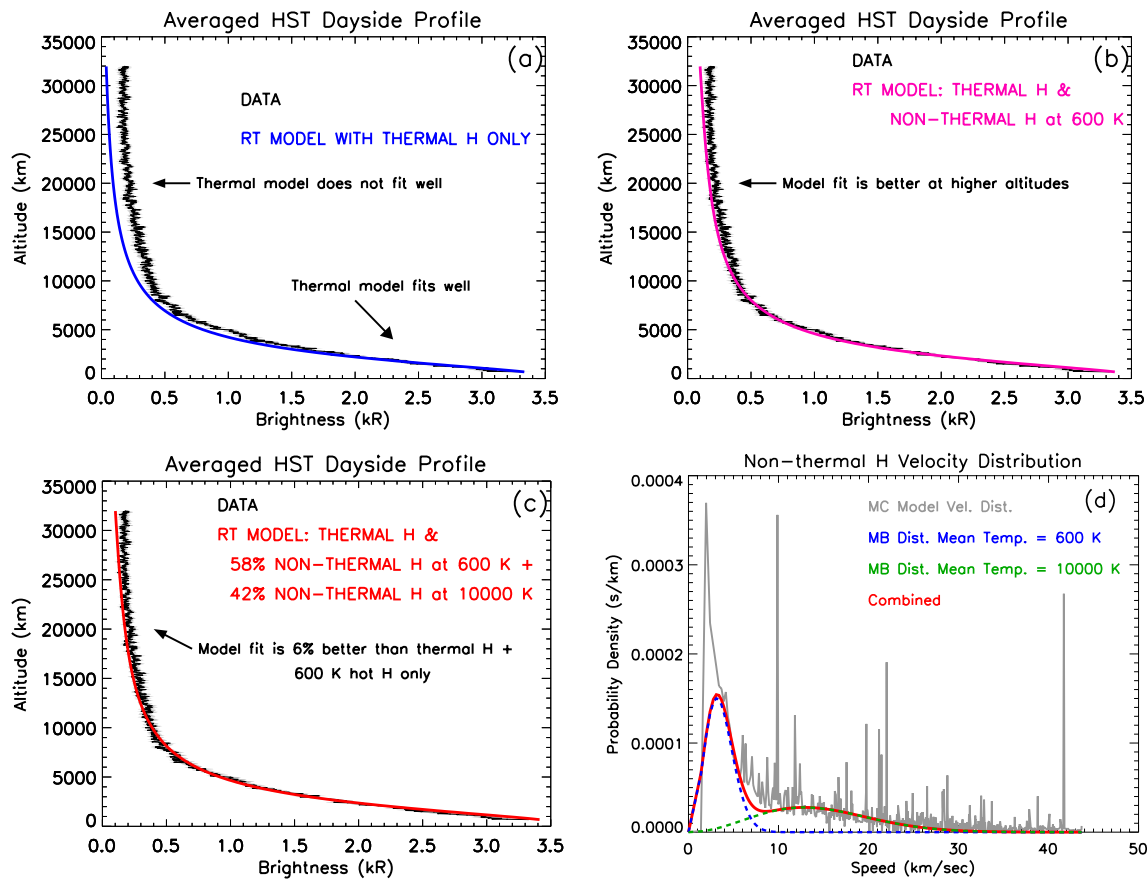 Averaged HST Dayside Profile
(a)
DATA
RT MODEL WITH THERMAL H ONLY
Thermal model does not fit well
Thermal model fits well
Altitude (km)
35000
30000
25000
20000
15000
10000
5000
0
0.0 0.5 1.0 1.5 2.0 2.5 3.0 3.5
Brightness (kR)
Averaged HST Dayside Profile
(b)
DATA
RT MODEL: THERMAL H &
NON-THERMAL H at 600 K
Model fit is better at higher altitudes
Altitude (km)
35000
30000
25000
20000
15000
10000
5000
0
0.0 0.5 1.0 1.5 2.0 2.5 3.0 3.5
Brightness (kR)
Averaged HST Dayside Profile
(c)
DATA
RT MODEL: THERMAL H &
58% NON-THERMAL H at 600 K +
42% NON-THERMAL H at 10000 K
Model fit is 6% better than thermal H +
600 K hot H only
Altitude (km)
35000
30000
25000
20000
15000
10000
5000
0
0.0 0.5 1.0 1.5 2.0 2.5 3.0 3.5
Brightness (kR)
Non-thermal H Velocity Distribution
(d)
MC Model Vel. Dist.
MB Dist. Mean Temp. = 600 K
MB Dist. Mean Temp. = 10000 K
Combined
Probability Density (s/km)
0.0004
0.0003
0.0002
0.0001
0.0000
0 10 20 30 40 50
Speed (km/sec)